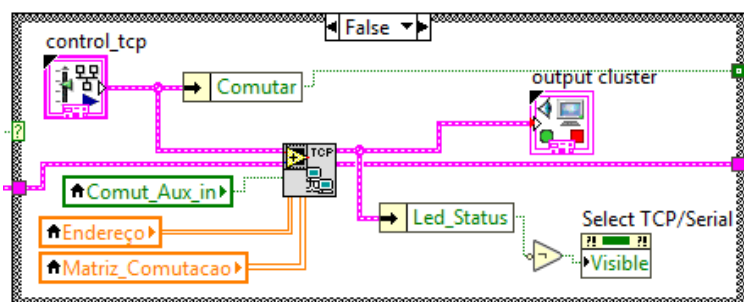 False
control_tcp
Comutar
output cluster
TCP
Comut_Aux_in
Endereço
Matriz_Comutacao
Led_Status
Select TCP/Serial
?! ?!
Visible
?